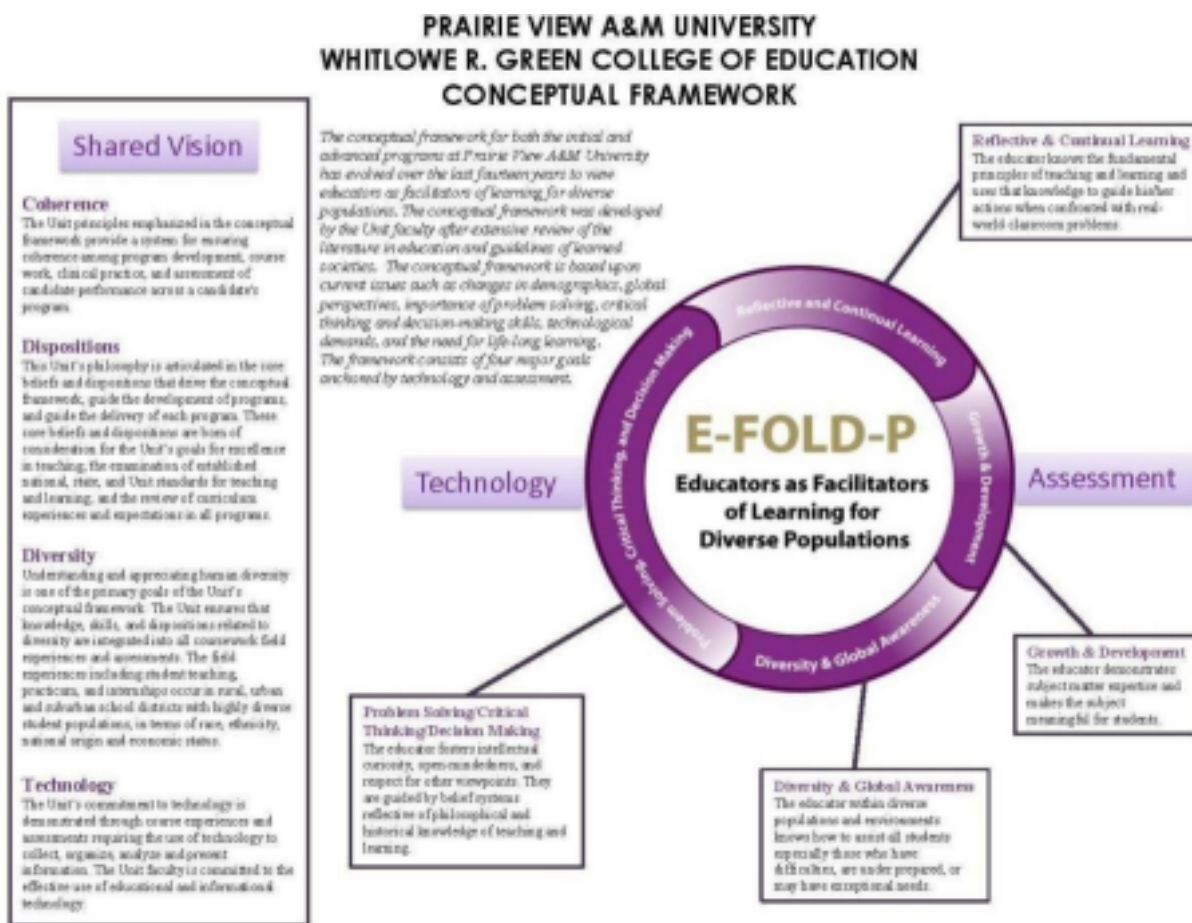 PRAIRIE VIEW A&M UNIVERSITY
WHITLOWE R. GREEN COLLEGE OF EDUCATION
CONCEPTUAL FRAMEWORK
Shared Vision
Coherence
The Unit principles emphasized in the conceptual
framework provide a system for ensuring
coherence among program development, course
work, clinical practice, and assessment of
candidate performance across a candidate's
program.
Dispositions
This Unit's philosophy is articulated in the core
beliefs and dispositions that drive the conceptual
framework, guide the development of programs,
and guide the delivery of each program. These
core beliefs and dispositions are born of
consideration for the Unit's goals for excellence
in teaching, the examination of established
national, state, and Unit standards for teaching
and learning, and the review of curriculum
experiences and expectations in all programs.
Diversity
Understanding and appreciating human diversity
is one of the primary goals of the Unit's
conceptual framework. The Unit ensures that
knowledge, skills, and dispositions related to
diversity are integrated into all coursework field
experiences and assessments. The field
experiences including student teaching,
practicum, and internships occur in rural, urban
and suburban school districts with highly diverse
student populations, in terms of race, ethnicity,
national origin and economic status.
Technology
The Unit's commitment to technology is
demonstrated through course experiences and
assessments requiring the use of technology to
collect, organize, analyze and present
information. The Unit faculty is committed to the
effective use of educational and informational
technology.
The conceptual framework for both the initial and
advanced programs at Prairie View A&M University
has evolved over the last fourteen years to view
educators as facilitators of learning for diverse
populations. The conceptual framework was developed
by the Unit faculty after extensive review of the
literature in education and guidelines of learned
societies. The conceptual framework is based upon
current issues such as changes in demographics, global
perspectives, importance of problem solving, critical
thinking and decision-making skills, technological
demands, and the need for life-long learning.
The framework consists of four major goals
anchored by technology and assessment.
Technology
Reflective and Continual Learning
Growth & Development
Diversity & Global Awareness
Problem Solving, Critical Thinking, and Decision Making
E-FOLD-P
Educators as Facilitators
of Learning for
Diverse Populations
Assessment
Reflective & Continual Learning
The educator knows the fundamental
principles of teaching and learning and
uses that knowledge to guide his/her
actions when confronted with real-
world classroom problems.
Growth & Development
The educator demonstrates
subject matter expertise and
makes the subject
meaningful for students.
Diversity & Global Awareness
The educator within diverse
populations and environments
knows how to assist all students
especially those who have
difficulties, are under prepared, or
may have exceptional needs.
Problem Solving/Critical
Thinking/Decision Making
The educator fosters intellectual
curiosity, open-mindedness, and
respect for other viewpoints. They
are guided by belief systems
reflective of philosophical and
historical knowledge of teaching and
learning.